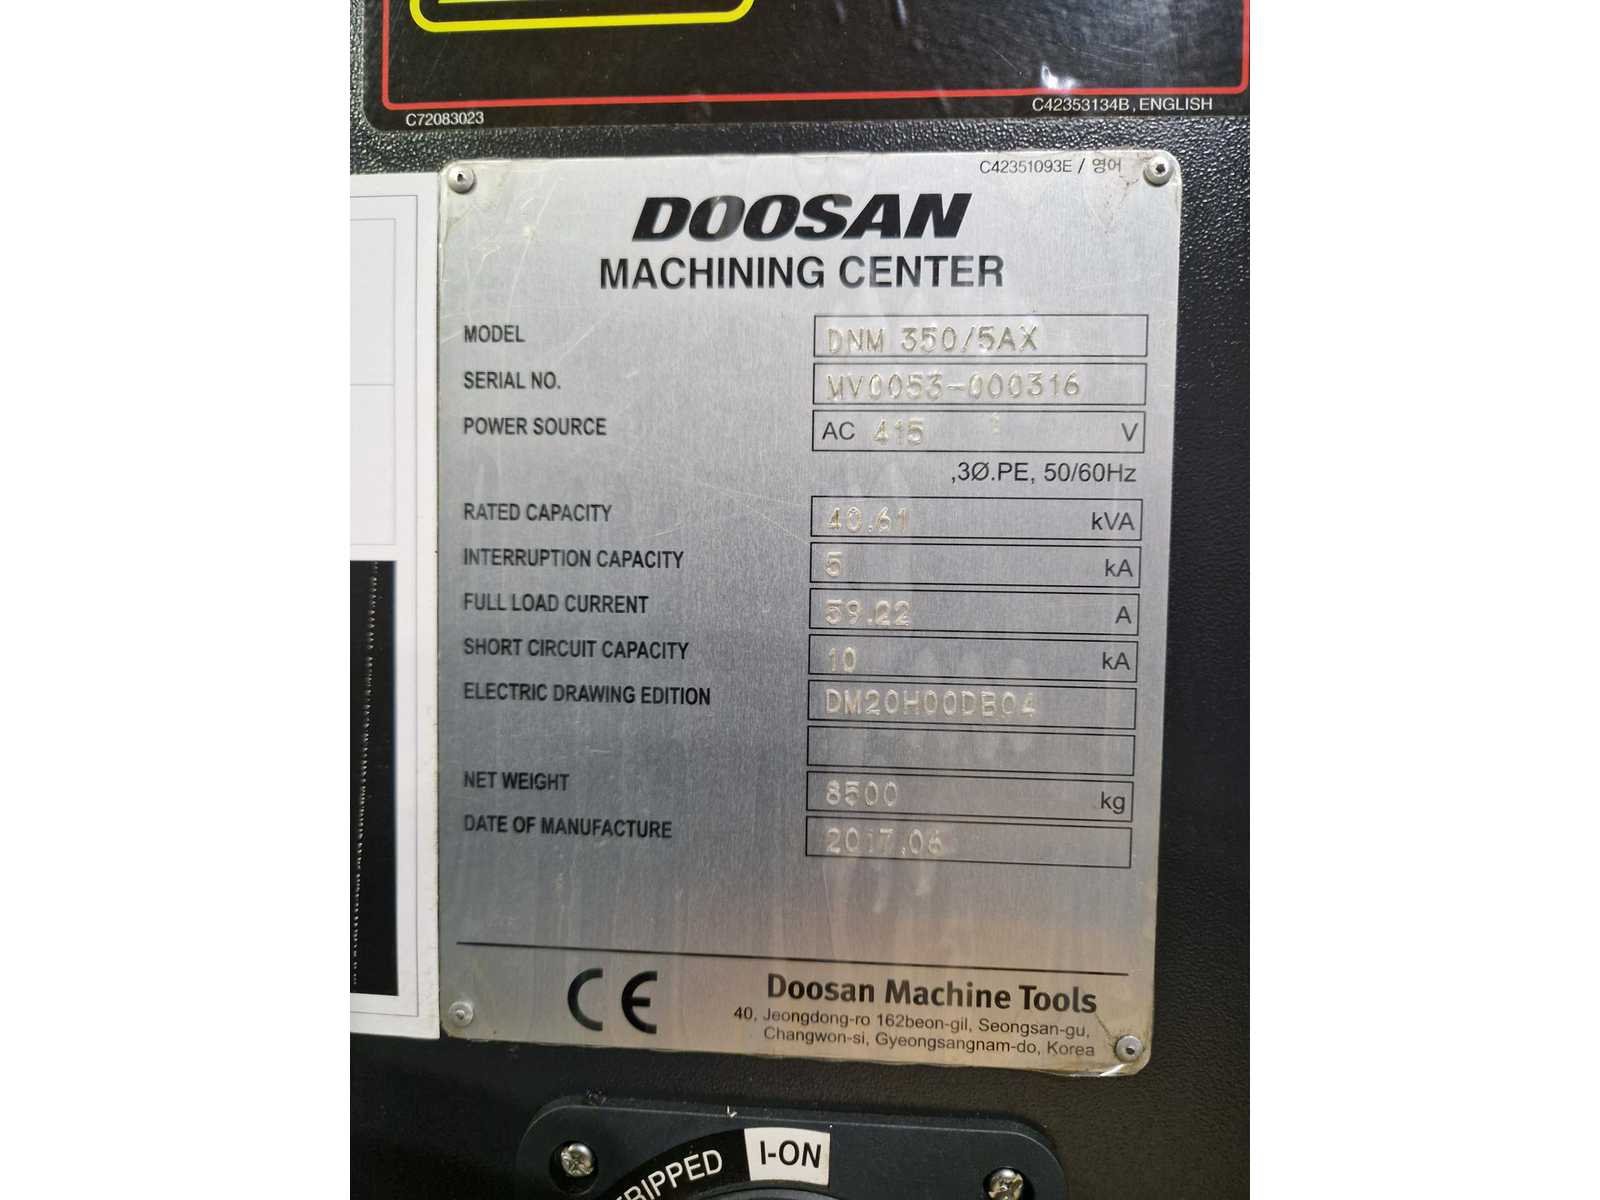 C72083023
C42353134B, ENGLISH
C42351093E / 영어
DOOSAN
MACHINING CENTER
MODEL DNM 350/5AX
SERIAL NO. MV0053-000316
POWER SOURCE AC 415 V
,3Ø.PE, 50/60Hz
RATED CAPACITY 40.61 kVA
INTERRUPTION CAPACITY 5 kA
FULL LOAD CURRENT 59.22 A
SHORT CIRCUIT CAPACITY 10 kA
ELECTRIC DRAWING EDITION DM20H00DB04
NET WEIGHT 8500 kg
DATE OF MANUFACTURE 2017.06
CE
Doosan Machine Tools
40, Jeongdong-ro 162beon-gil, Seongsan-gu,
Changwon-si, Gyeongsangnam-do, Korea
I-ON